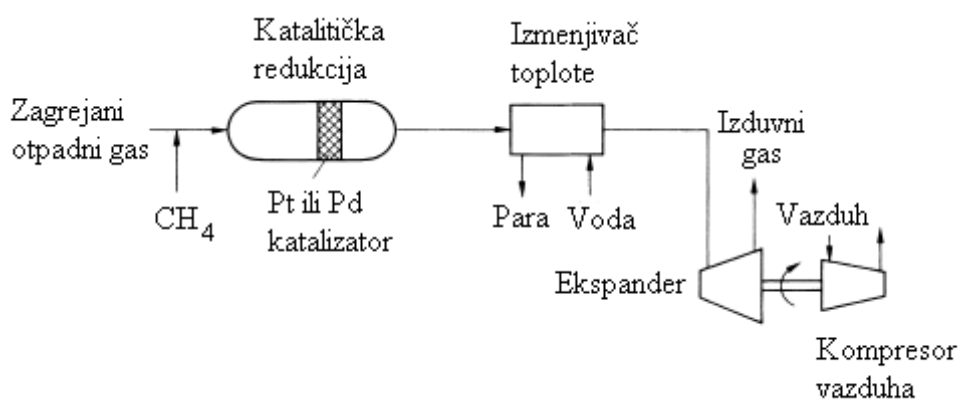 Katalitička
redukcija
Izmenjivač
toplote
Zagrejani
otpadni gas
Izduvni
gas
CH4
Pt ili Pd
katalizator
Para
Voda
Vazduh
Ekspander
Kompresor
vazduha